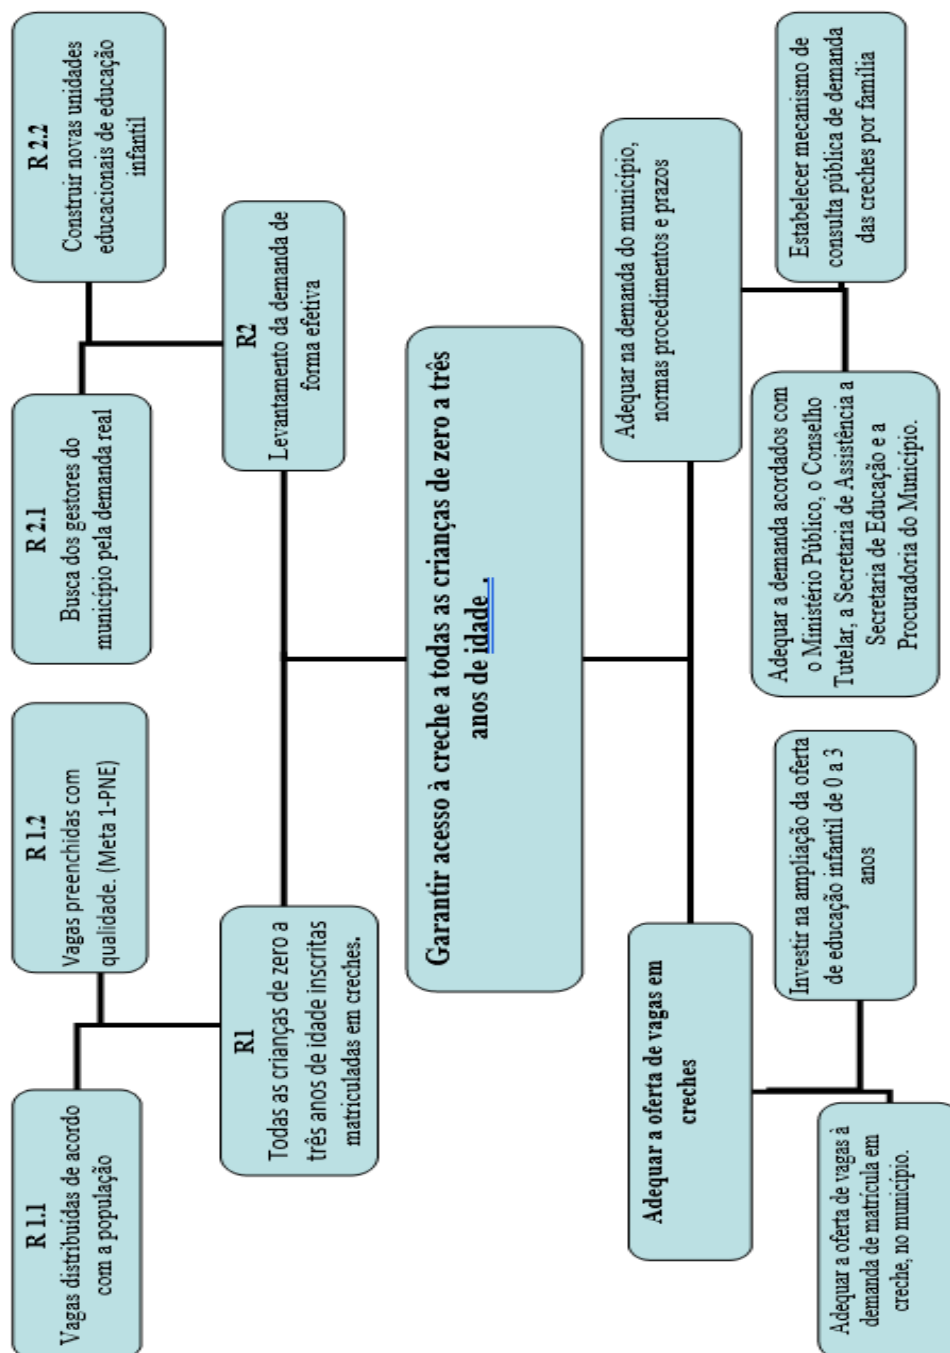 R 1.1
Vagas distribuídas de acordo
com a população
R 1.2
Vagas preenchidas com
qualidade. (Meta 1-PNE)
R 2.1
Busca dos gestores do
município pela demanda real
R 2.2
Construir novas unidades
educacionais de educação
infantil
R1
Todas as crianças de zero a
três anos de idade inscritas
matriculadas em creches.
R2
Levantamento da demanda de
forma efetiva
Garantir acesso à creche a todas as crianças de zero a três
anos de idade .
Adequar a oferta de vagas em
creches
Adequar na demanda do município,
normas procedimentos e prazos
Adequar a oferta de vagas à
demanda de matrícula em
creche, no município.
Investir na ampliação da oferta
de educação infantil de 0 a 3
anos
Adequar a demanda acordados com
o Ministério Público, o Conselho
Tutelar, a Secretaria de Assistência a
Secretaria de Educação e a
Procuradoria do Município.
Estabelecer mecanismo de
consulta pública de demanda
das creches por família